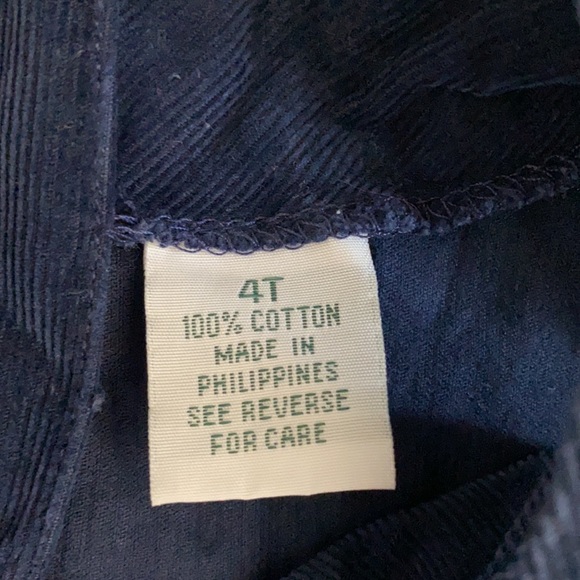 4T
100% COTTON
MADE IN
PHILIPPINES
SEE REVERSE
FOR CARE